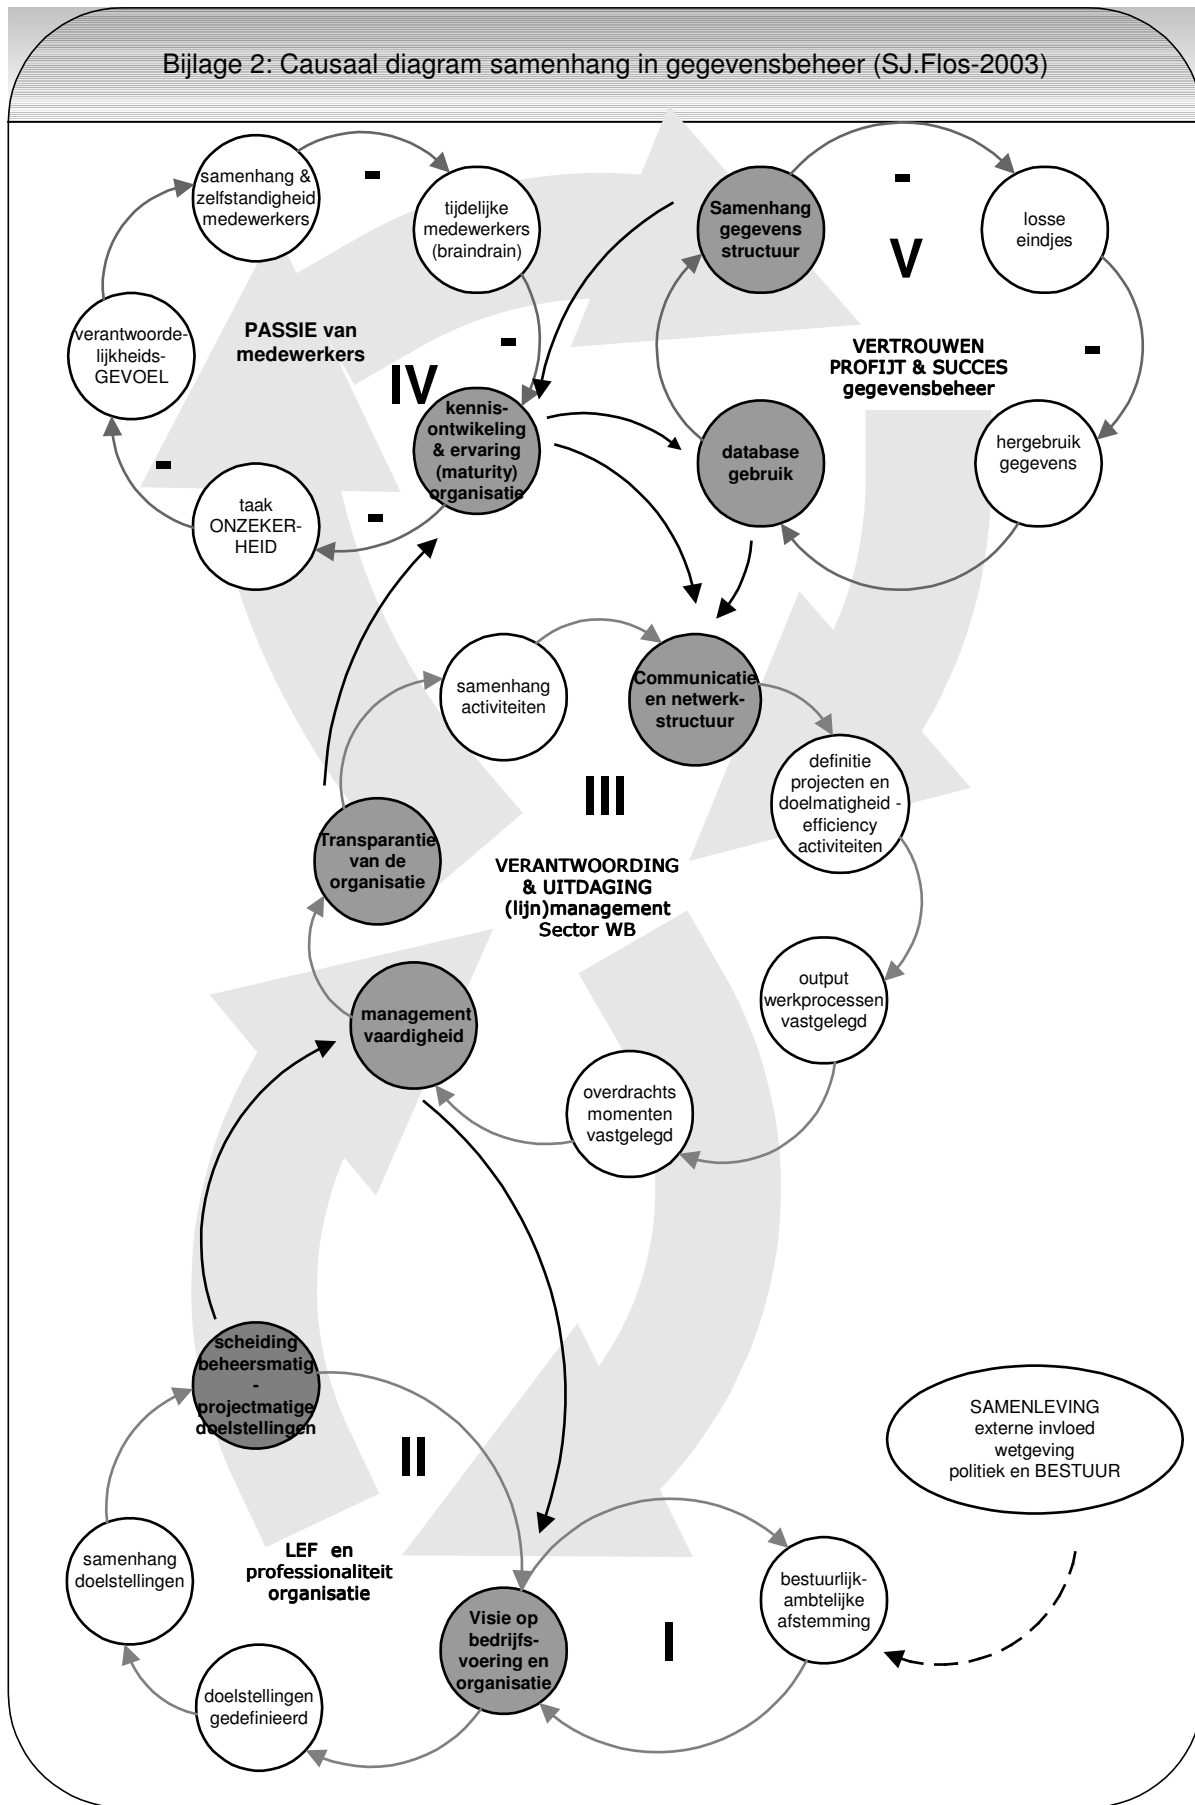 Bijlage 2: Causaal diagram samenhang in gegevensbeheer (SJ.Flos-2003)
samenhang &
zelfstandigheid
medewerkers
-
tijdelijke
medewerkers
(braindrain)
-
Samenhang
gegevens
structuur
-
losse
eindjes
V
verantwoorde-
lijkheids-
GEVOEL
PASSIE van
medewerkers
IV
VERTROUWEN
PROFIJT & SUCCES
gegevensbeheer
-
kennis-
ontwikeling
& ervaring
(maturity)
organisatie
database
gebruik
hergebruik
gegevens
-
taak
ONZEKER-
HEID
-
samenhang
activiteiten
Communicatie
en netwerk-
structuur
definitie
projecten en
doelmatigheid -
efficiency
activiteiten
III
Transparantie
van de
organisatie
VERANTWOORDING
& UITDAGING
(lijn)management
Sector WB
output
werkprocessen
vastgelegd
management
vaardigheid
overdrachts
momenten
vastgelegd
scheiding
beheersmatig
-
projectmatige
doelstellingen
SAMENLEVING
externe invloed
wetgeving
politiek en BESTUUR
II
samenhang
doelstellingen
LEF en
professionaliteit
organisatie
bestuurlijk-
ambtelijke
afstemming
Visie op
bedrijfs-
voering en
organisatie
I
doelstellingen
gedefinieerd